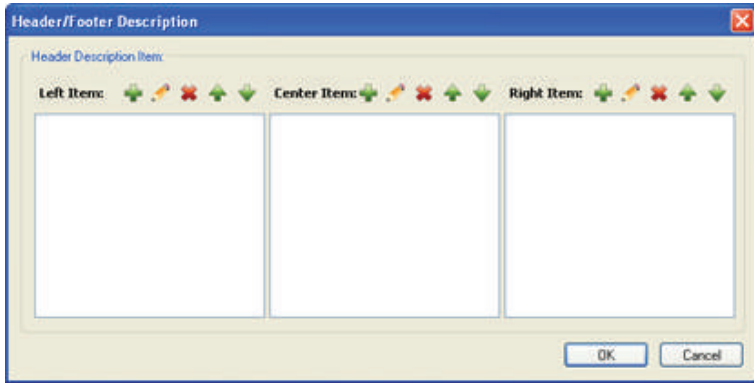 Header/Footer Description
Header Description Item:
Left Item: Center Item: Right Item:
OK Cancel